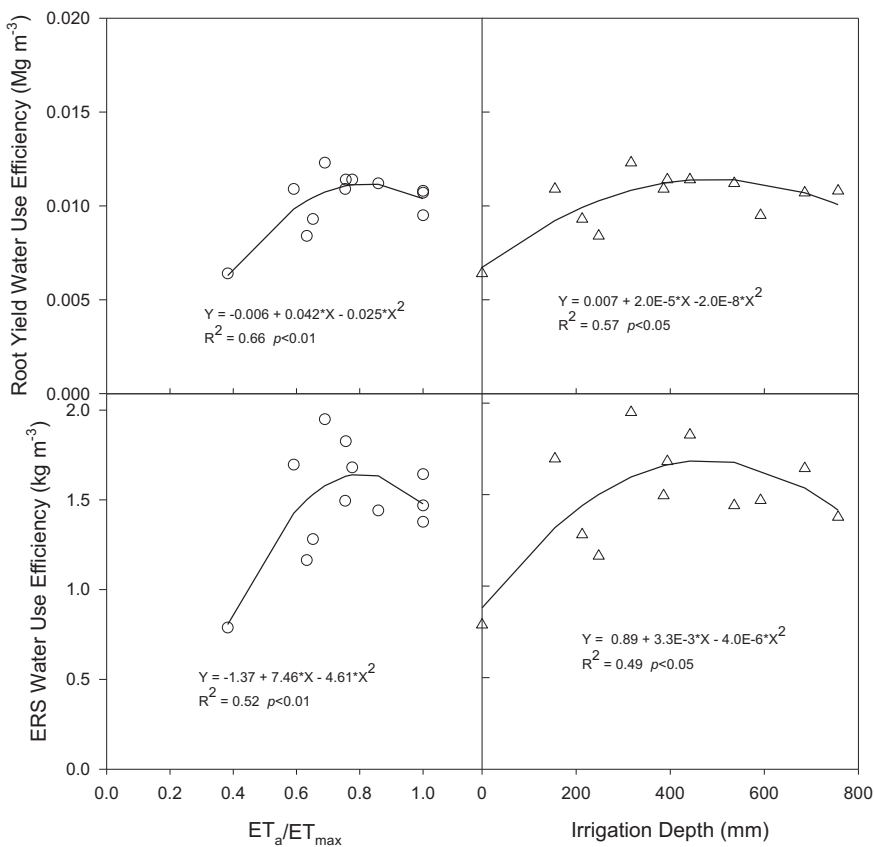 Root Yield Water Use Efficiency (Mg m-3)
0.020
0.015
0.010
0.005
0.000
Y = -0.006 + 0.042*X - 0.025*X2
R2 = 0.66 p<0.01
Y = 0.007 + 2.0E-5*X -2.0E-8*X2
R2 = 0.57 p<0.05
ERS Water Use Efficiency (kg m-3)
2.0
1.5
1.0
0.5
0.0
Y = -1.37 + 7.46*X - 4.61*X2
R2 = 0.52 p<0.01
Y = 0.89 + 3.3E-3*X - 4.0E-6*X2
R2 = 0.49 p<0.05
0.0 0.2 0.4 0.6 0.8 1.0
0 200 400 600 800
ETa/ETmax
Irrigation Depth (mm)